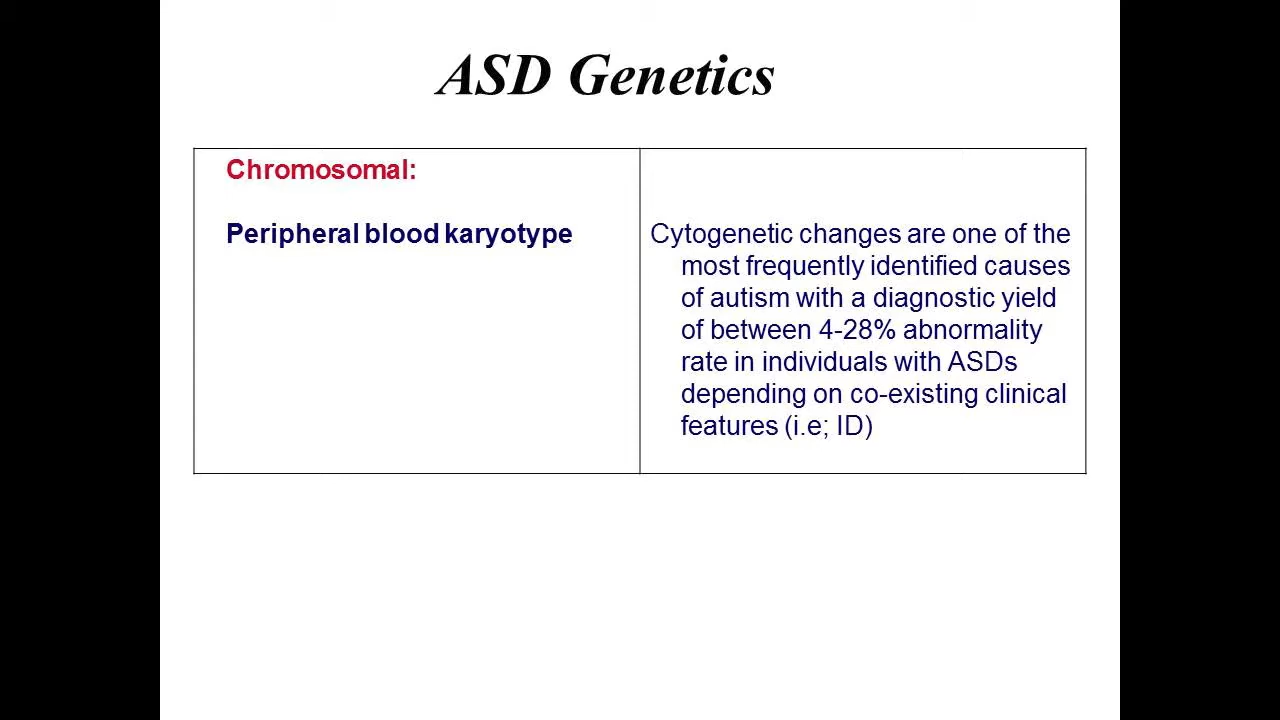 ASD Genetics
Chromosomal:
Peripheral blood karyotype
Cytogenetic changes are one of the
most frequently identified causes
of autism with a diagnostic yield
of between 4-28% abnormality
rate in individuals with ASDs
depending on co-existing clinical
features (i.e; ID)